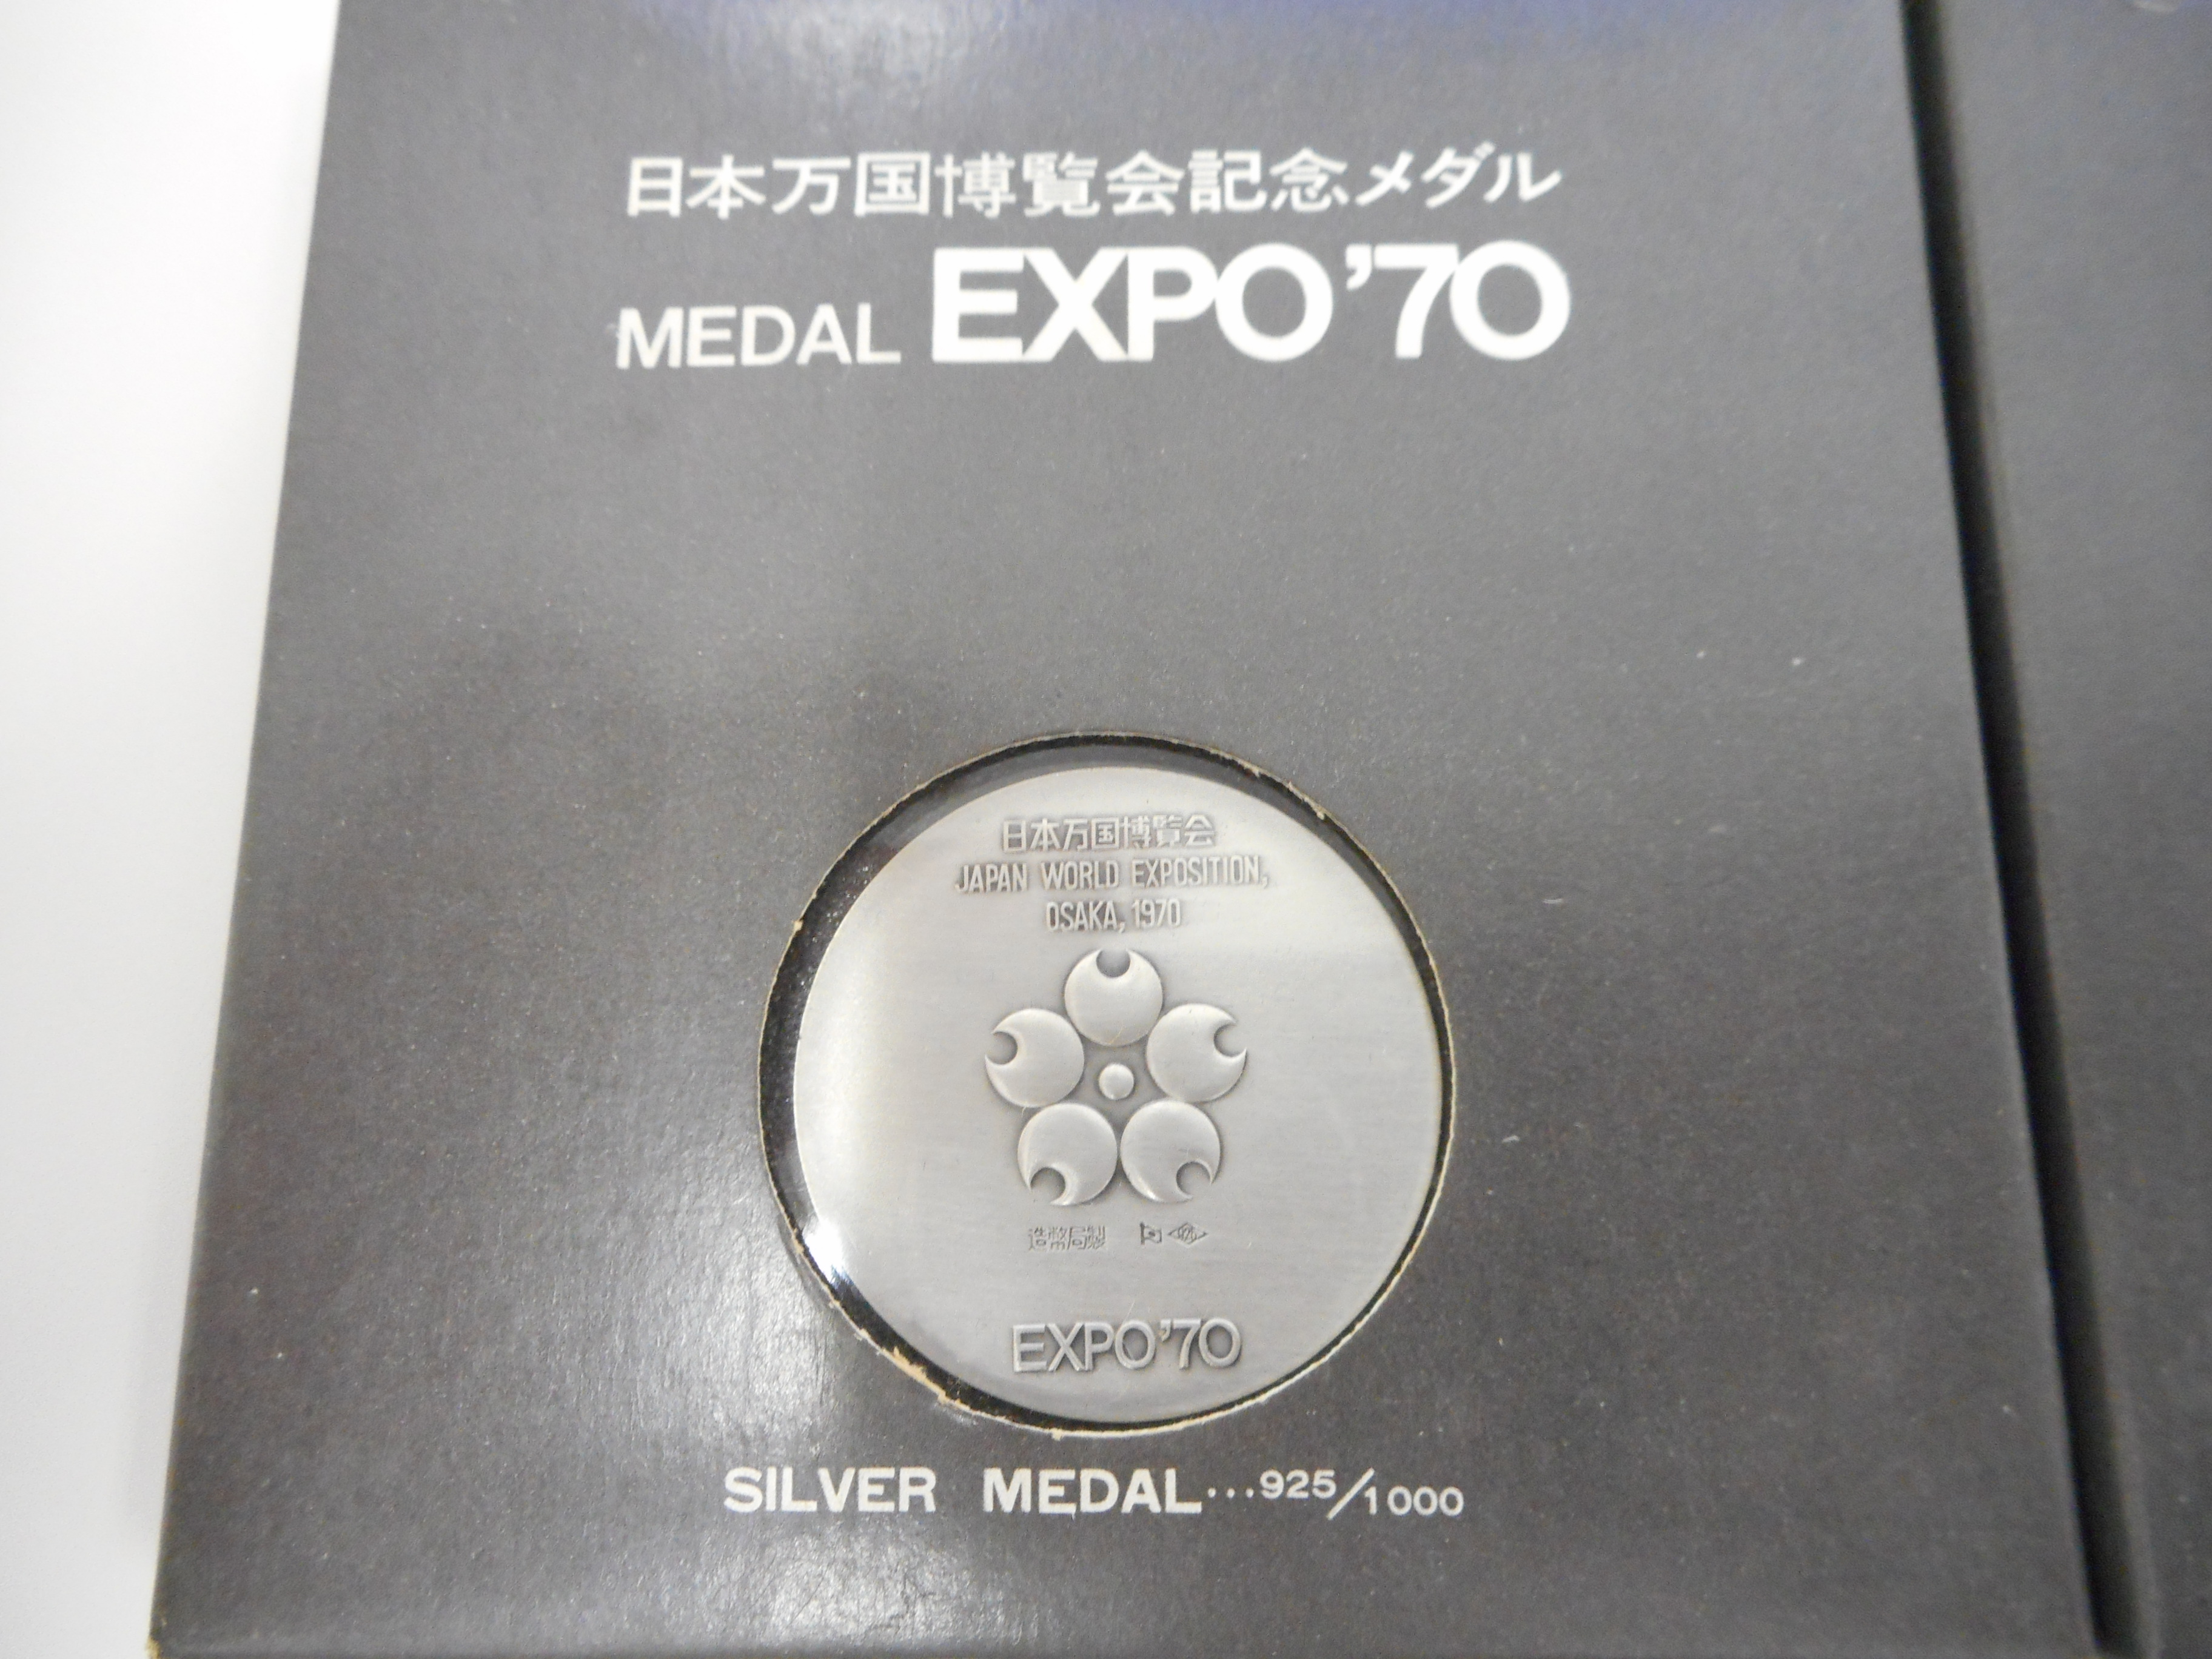 日本万国博覧会記念メダル
MEDAL EXPO'70
日本万国博覧会
JAPAN WORLD EXPOSITION,
OSAKA, 1970
造幣局製
EXPO'70
SILVER MEDAL...925/1000